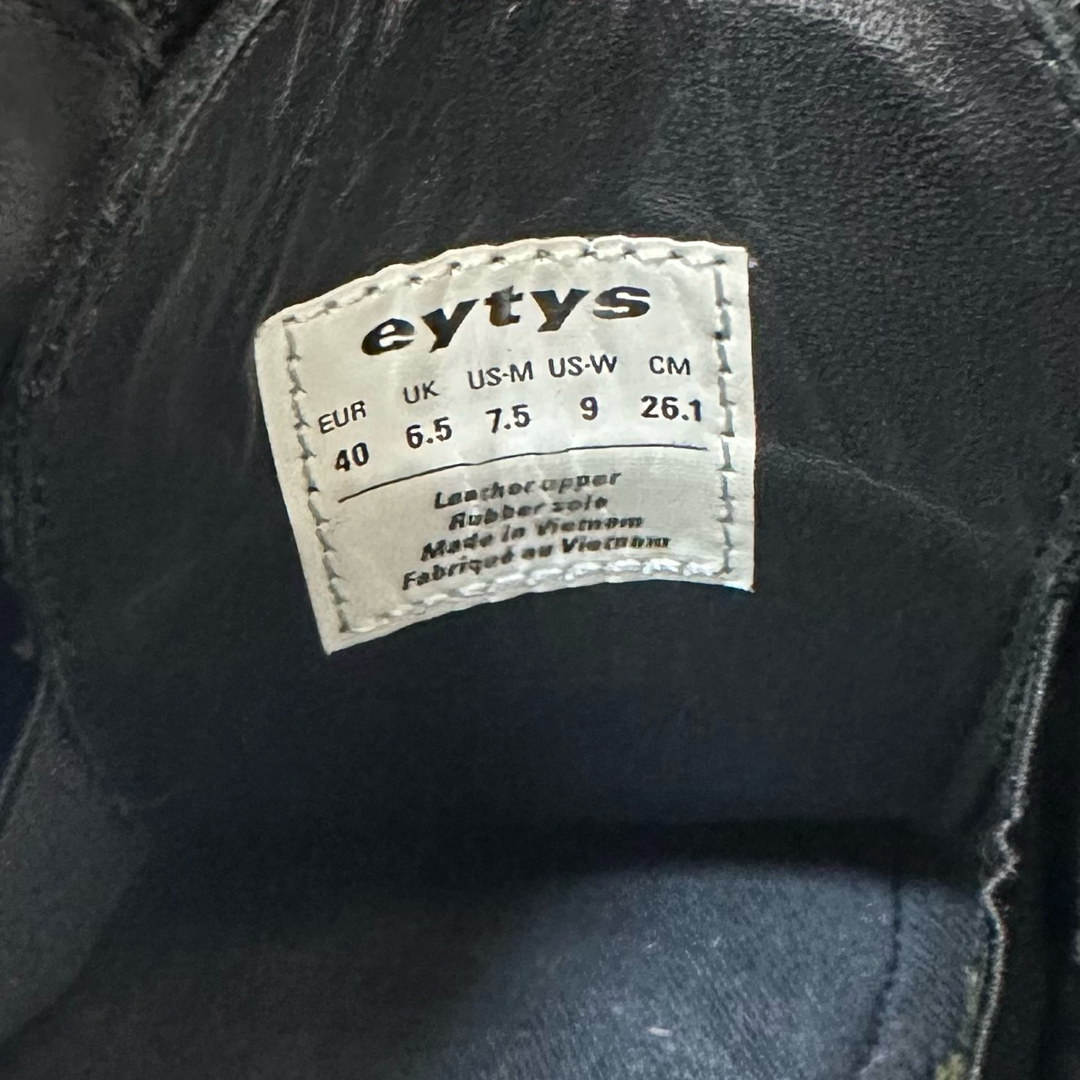 eytys
EUR UK US-M US-W CM
40 6.5 7.5 9 26.1
Leather upper
Rubber sole
Made in Vietnam
Fabriqué au Vietnam